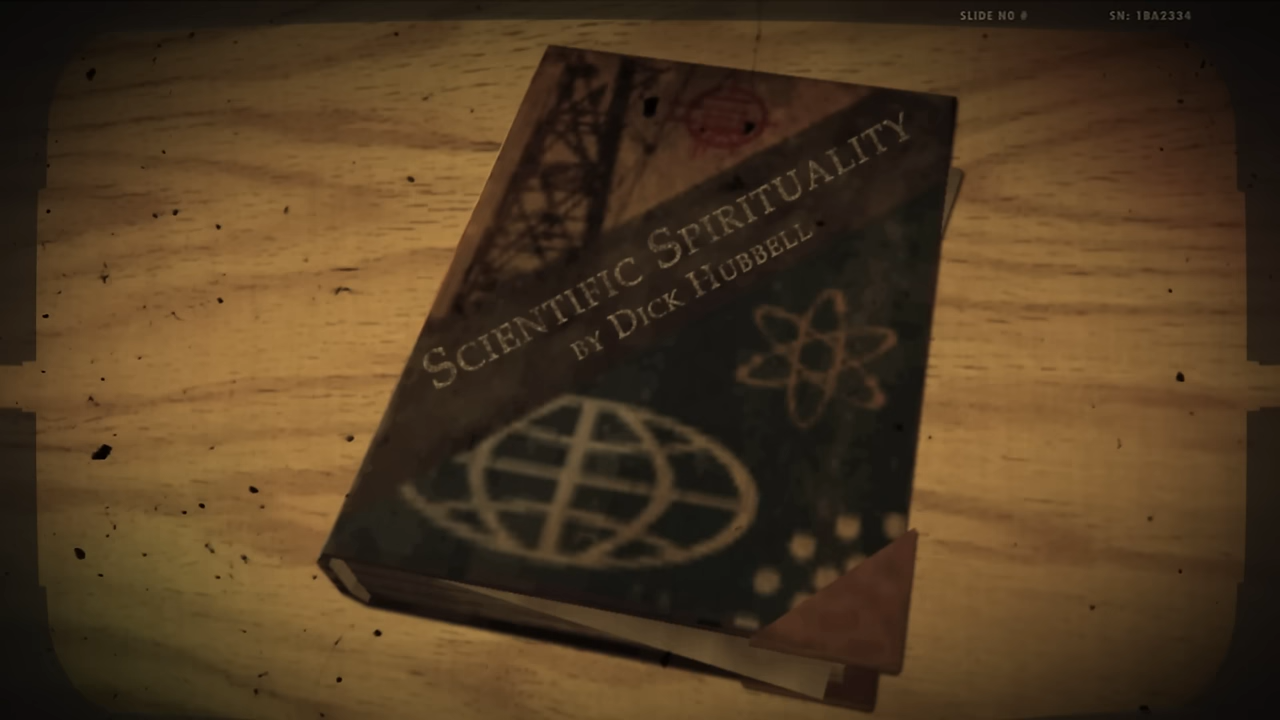 SLIDE NO # SN: 1BA2334
SCIENTIFIC SPIRITUALITY
BY DICK HUBBELL